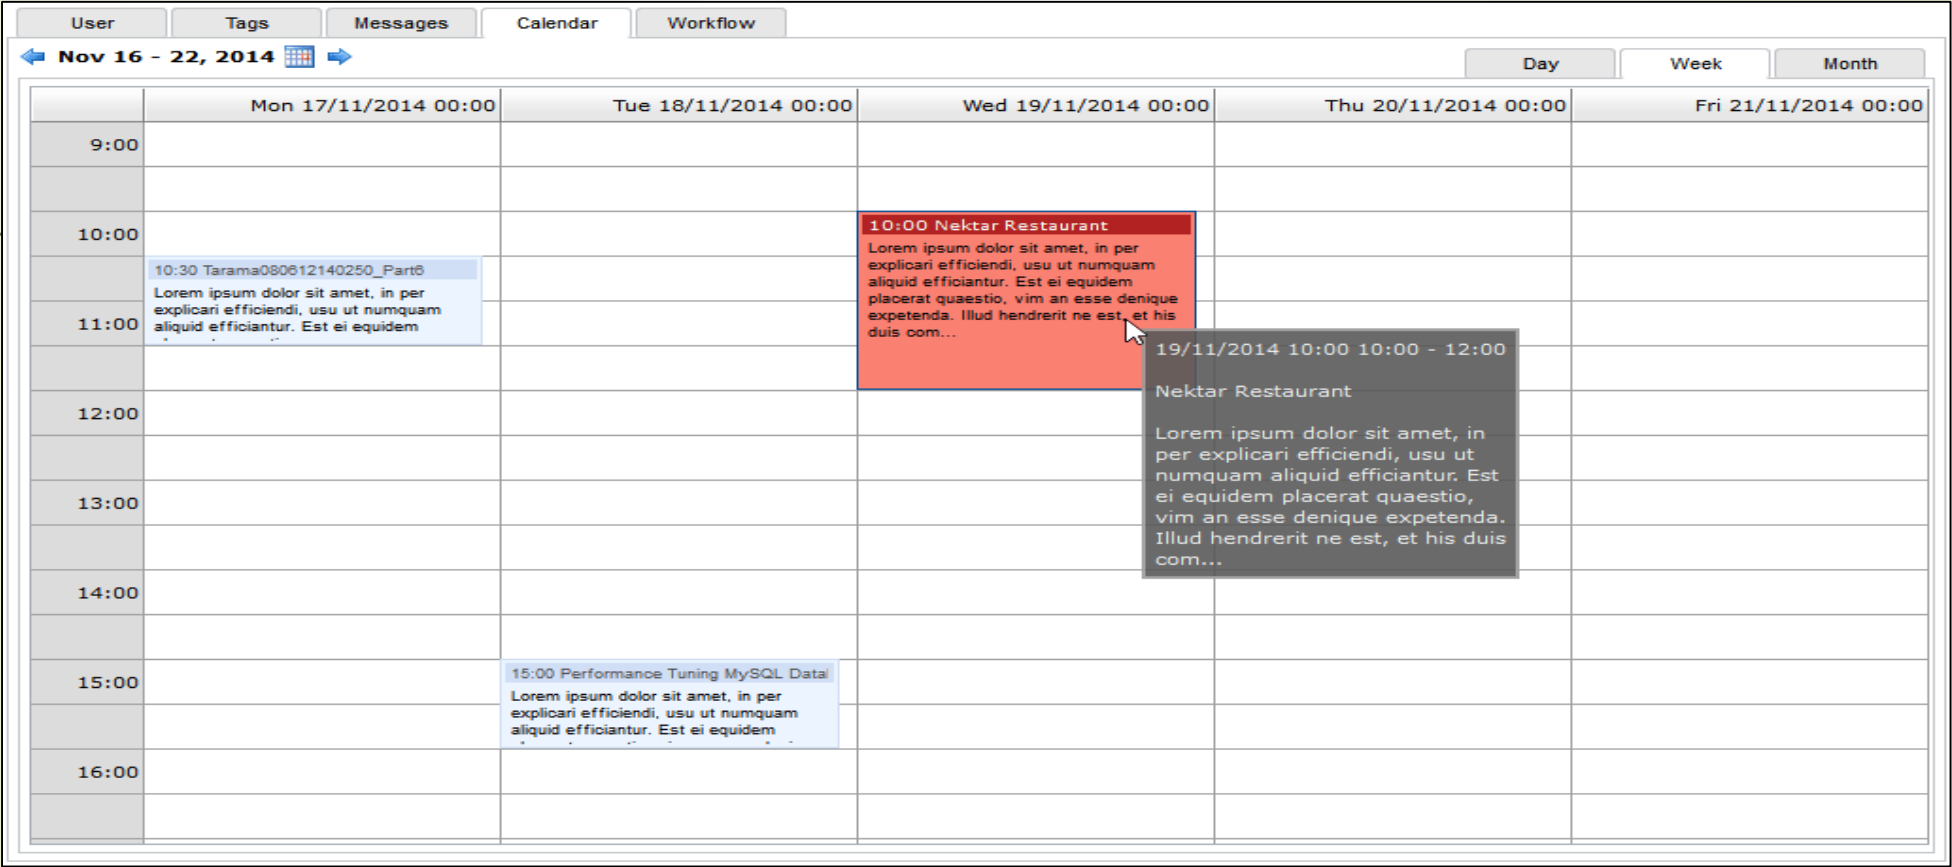 User Tags Messages Calendar Workflow
Nov 16 - 22, 2014
Day Week Month
Mon 17/11/2014 00:00 Tue 18/11/2014 00:00 Wed 19/11/2014 00:00 Thu 20/11/2014 00:00 Fri 21/11/2014 00:00
9:00
10:00
11:00
12:00
13:00
14:00
15:00
16:00
10:30 Tarama080612140250_Part6
Lorem ipsum dolor sit amet, in per
explicari efficiendi, usu ut numquam
aliquid efficiantur. Est ei equidem
15:00 Performance Tuning MySQL Data
Lorem ipsum dolor sit amet, in per
explicari efficiendi, usu ut numquam
aliquid efficiantur. Est ei equidem
10:00 Nektar Restaurant
Lorem ipsum dolor sit amet, in per
explicari efficiendi, usu ut numquam
aliquid efficiantur. Est ei equidem
placerat quaestio, vim an esse denique
expetenda. Illud hendrerit ne est, et his
duis com...
19/11/2014 10:00 10:00 - 12:00
Nektar Restaurant
Lorem ipsum dolor sit amet, in
per explicari efficiendi, usu ut
numquam aliquid efficiantur. Est
ei equidem placerat quaestio,
vim an esse denique expetenda.
Illud hendrerit ne est, et his duis
com...